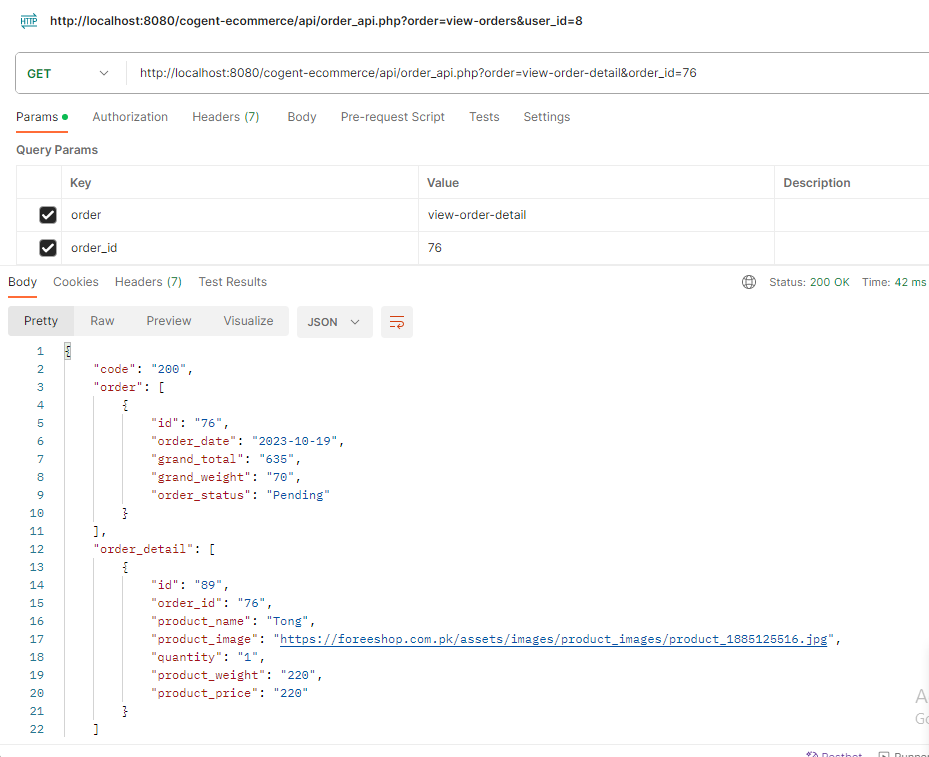 HTTP http://localhost:8080/cogent-ecommerce/api/order_api.php?order=view-orders&user_id=8
GET http://localhost:8080/cogent-ecommerce/api/order_api.php?order=view-order-detail&order_id=76
Params Authorization Headers (7) Body Pre-request Script Tests Settings
Query Params
Key Value Description
order view-order-detail
order_id 76
Body Cookies Headers (7) Test Results Status: 200 OK Time: 42 ms
Pretty Raw Preview Visualize JSON
1 {
2 "code": "200",
3 "order": [
4 {
5 "id": "76",
6 "order_date": "2023-10-19",
7 "grand_total": "635",
8 "grand_weight": "70",
9 "order_status": "Pending"
10 }
11 ],
12 "order_detail": [
13 {
14 "id": "89",
15 "order_id": "76",
16 "product_name": "Tong",
17 "product_image": "https://foreeshop.com.pk/assets/images/product_images/product_1885125516.jpg",
18 "quantity": "1",
19 "product_weight": "220",
20 "product_price": "220"
21 }
22 ]